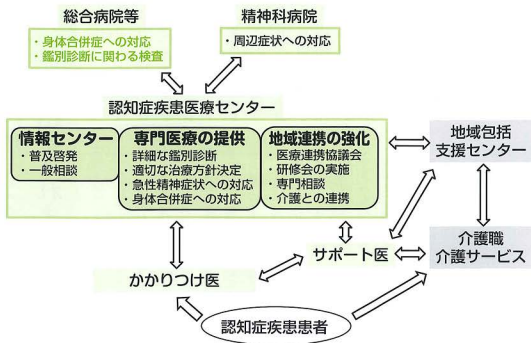 総合病院等
・身体合併症への対応
・鑑別診断に関わる検査
精神科病院
・周辺症状への対応
認知症疾患医療センター
情報センター
・普及啓発
・一般相談
専門医療の提供
・詳細な鑑別診断
・適切な治療方針決定
・急性精神症状への対応
・身体合併症への対応
地域連携の強化
・医療連携協議会
・研修会の実施
・専門相談
・介護との連携
地域包括
支援センター
サポート医
介護職
介護サービス
かかりつけ医
認知症疾患患者